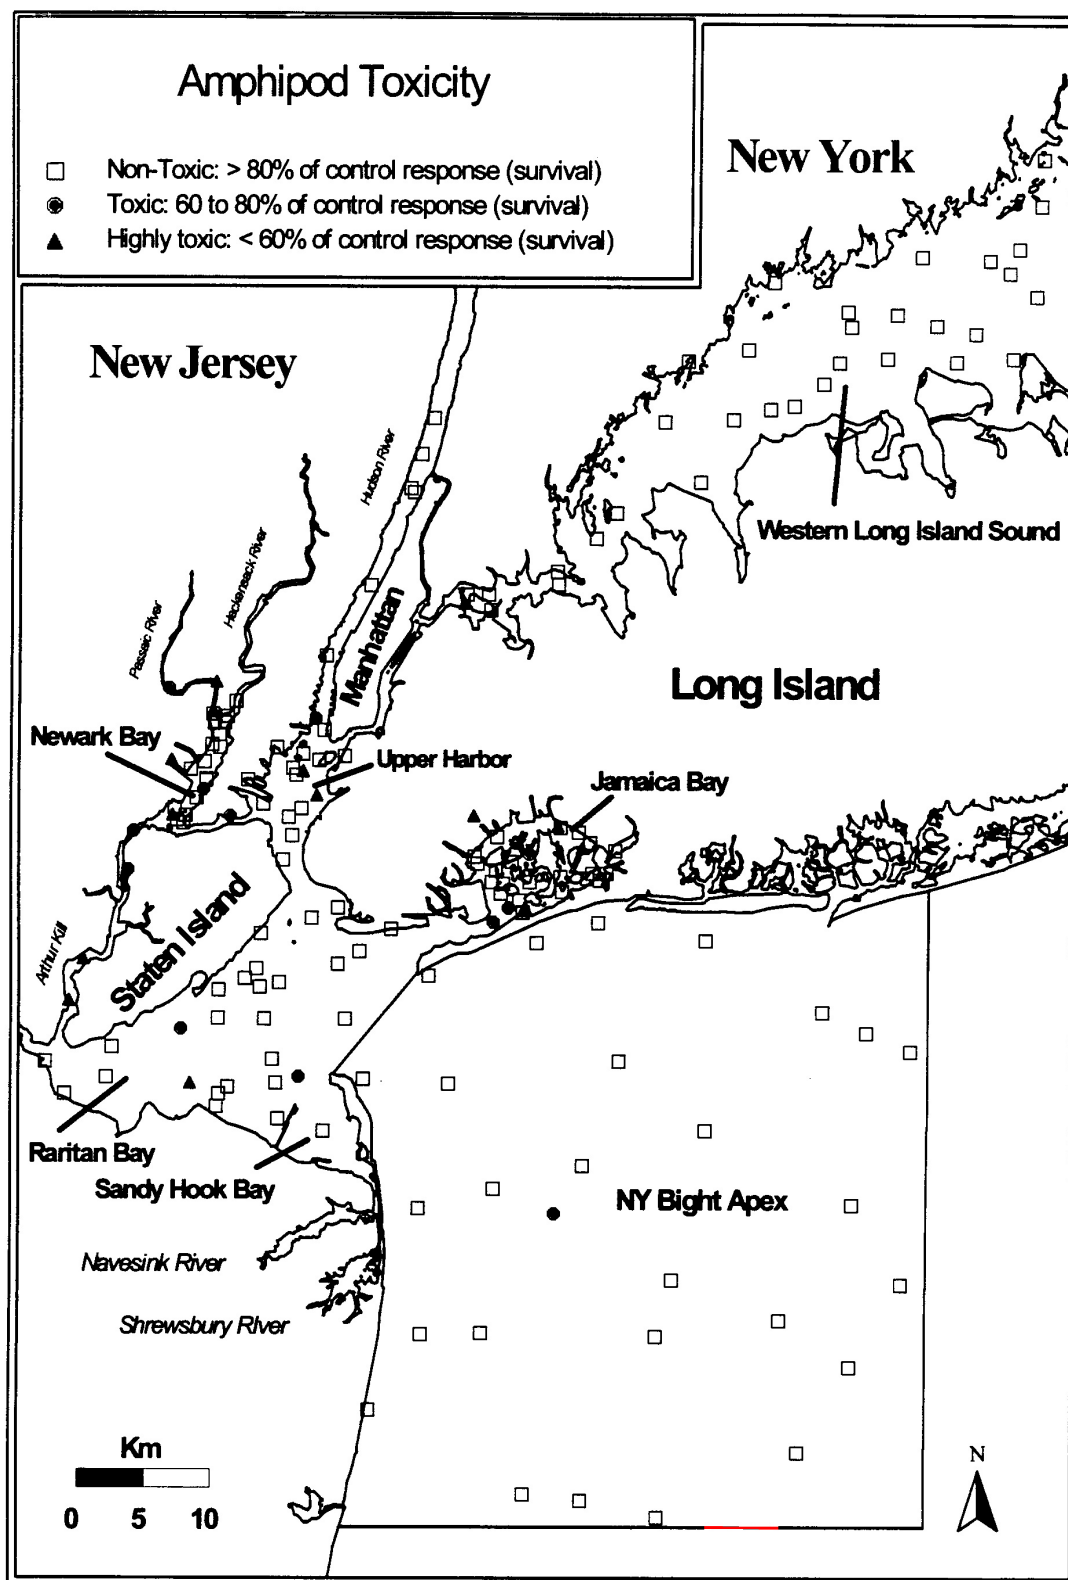 Amphipod Toxicity
Non-Toxic: > 80% of control response (survival)
Toxic: 60 to 80% of control response (survival)
Highly toxic: < 60% of control response (survival)
New York
New Jersey
Hudson River
Hackensack River
Passaic River
Manhattan
Western Long Island Sound
Long Island
Newark Bay
Upper Harbor
Jamaica Bay
Staten Island
Arthur Kill
Raritan Bay
Sandy Hook Bay
NY Bight Apex
Navesink River
Shrewsbury River
Km
0 5 10
N